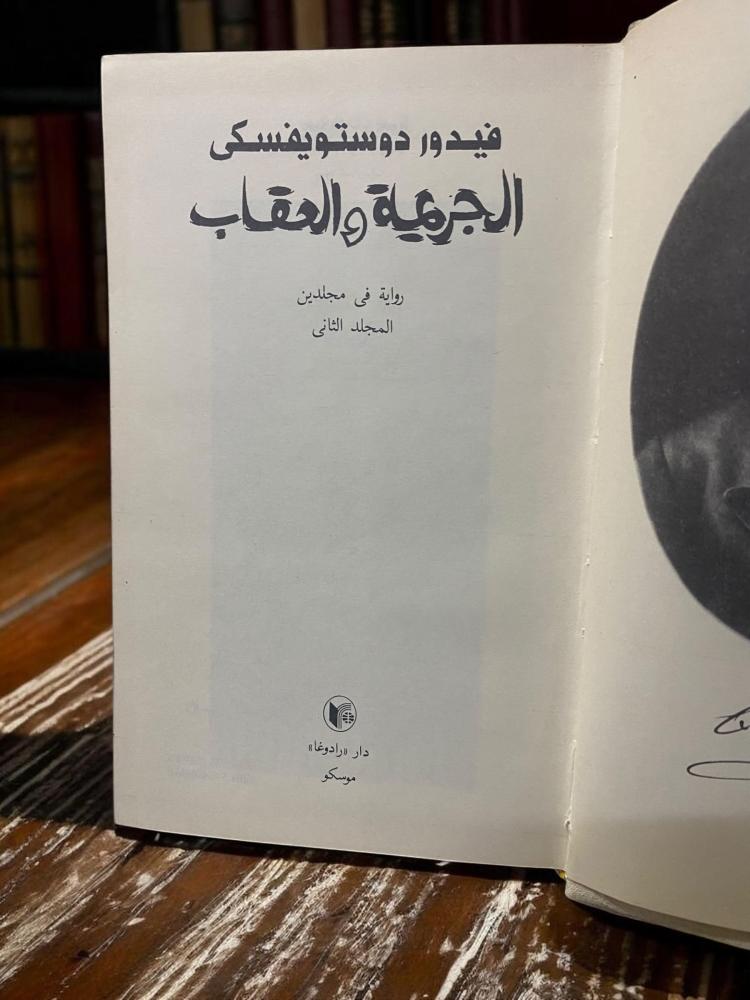 فيدور دوستويفسكى
الجريمة والعقاب
رواية فى مجلدين
المجلد الثانى
دار «رادوغا»
موسكو